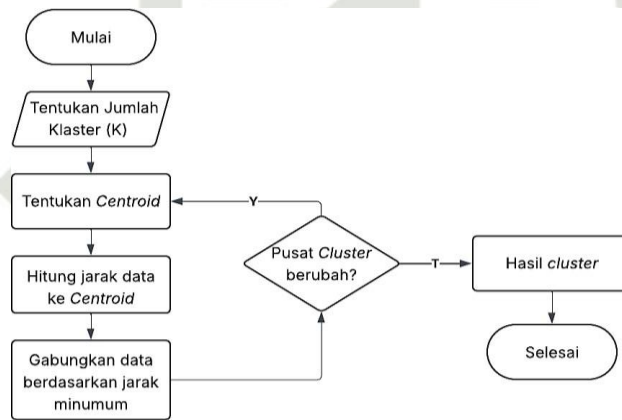 Mulai
Tentukan Jumlah
Klaster (K)
Tentukan Centroid
Hitung jarak data
ke Centroid
Gabungkan data
berdasarkan jarak
minumum
Pusat Cluster
berubah?
Y
T
Hasil cluster
Selesai